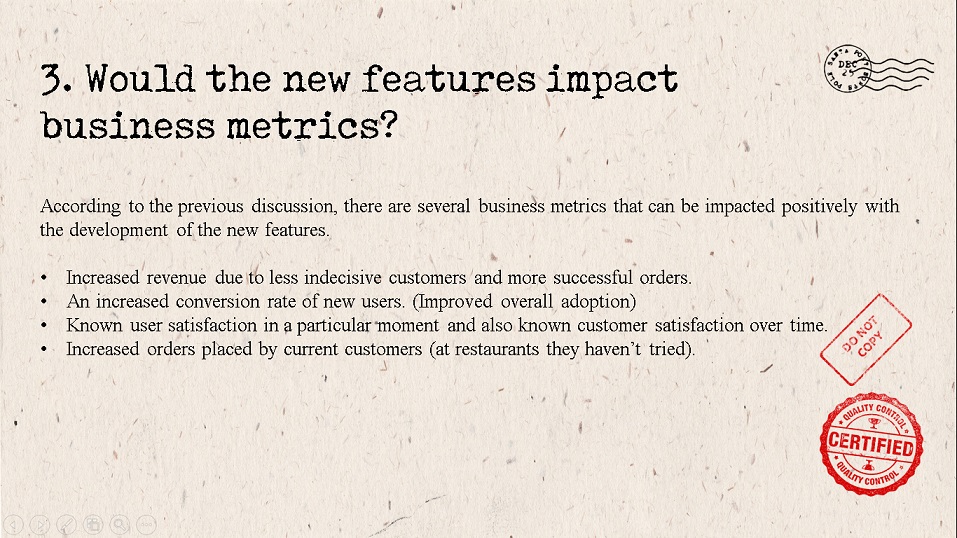 3. Would the new features impact
business metrics?
According to the previous discussion, there are several business metrics that can be impacted positively with
the development of the new features.
• Increased revenue due to less indecisive customers and more successful orders.
• An increased conversion rate of new users. (Improved overall adoption)
• Known user satisfaction in a particular moment and also known customer satisfaction over time.
• Increased orders placed by current customers (at restaurants they haven’t tried).
DEC
25
DO NOT
COPY
QUALITY CONTROL
CERTIFIED
QUALITY CONTROL